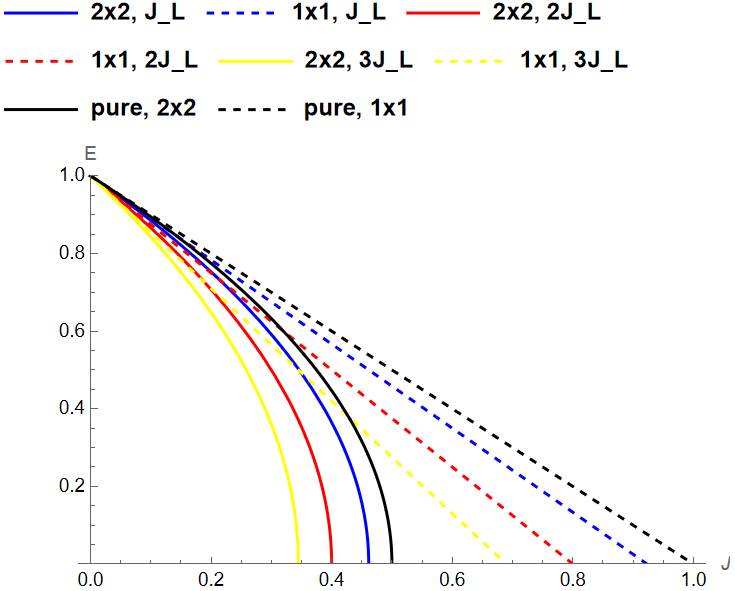 2x2, J_L 1x1, J_L 2x2, 2J_L
1x1, 2J_L 2x2, 3J_L 1x1, 3J_L
pure, 2x2 pure, 1x1
E
1.0
0.8
0.6
0.4
0.2
0.0 0.2 0.4 0.6 0.8 1.0 J